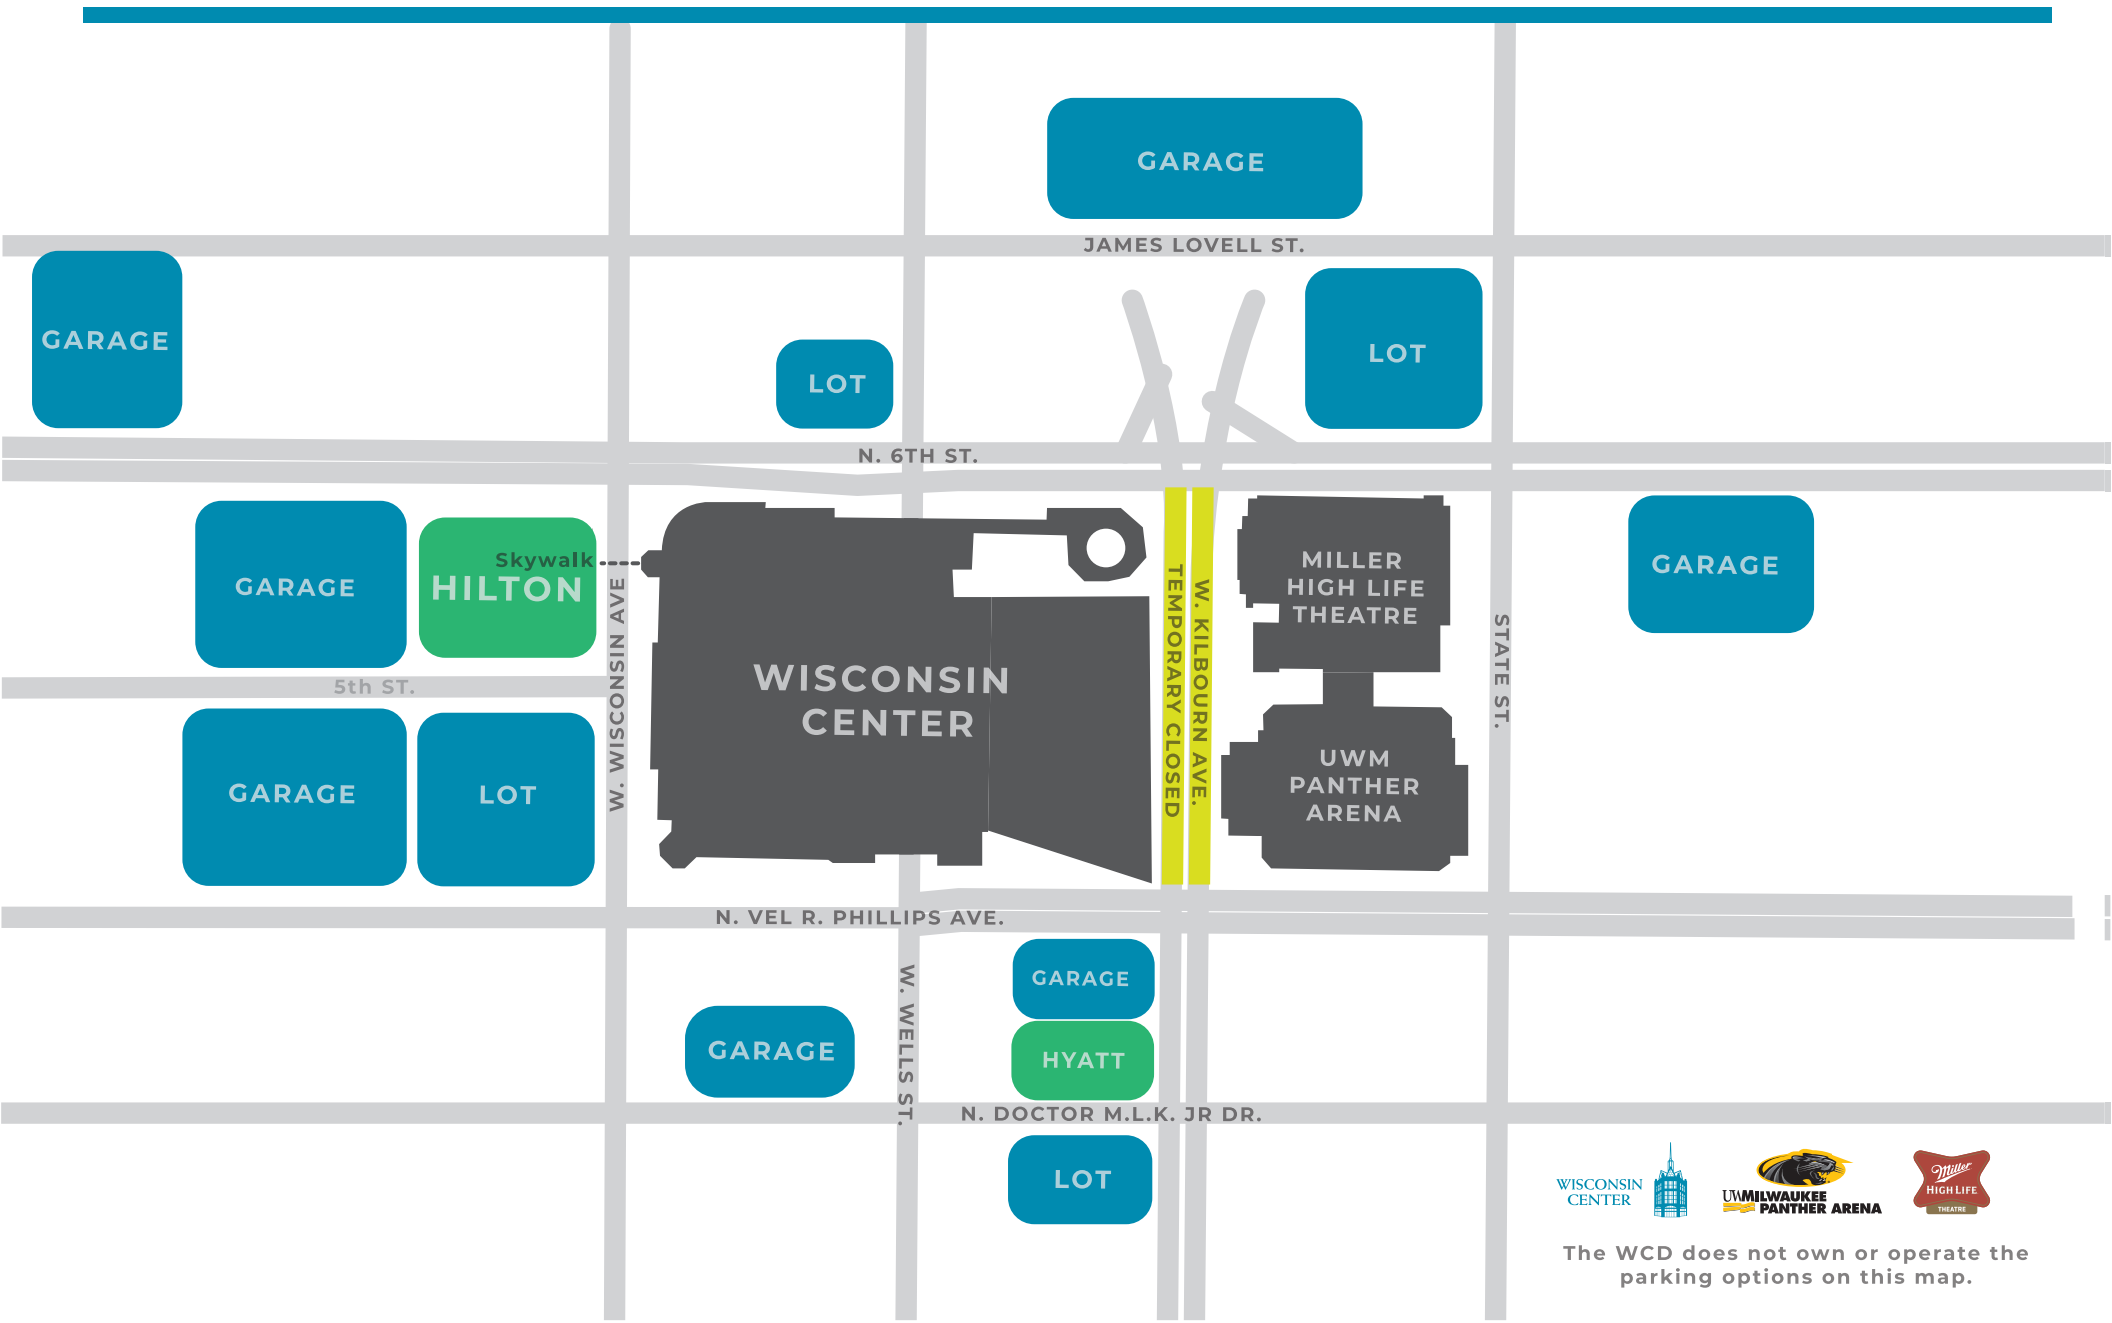 GARAGE
JAMES LOVELL ST.
GARAGE
LOT
LOT
N. 6TH ST.
GARAGE
Skywalk
HILTON
W. WISCONSIN AVE
5th ST.
GARAGE
LOT
WISCONSIN
CENTER
TEMPORARY CLOSED
W. KILBOURN AVE.
MILLER
HIGH LIFE
THEATRE
UWM
PANTHER
ARENA
STATE ST.
GARAGE
N. VEL R. PHILLIPS AVE.
GARAGE
W. WELLS ST.
GARAGE
HYATT
N. DOCTOR M.L.K. JR DR.
LOT
WISCONSIN
CENTER
UWMILWAUKEE
PANTHER ARENA
Miller
HIGH LIFE
THEATRE
The WCD does not own or operate the
parking options on this map.